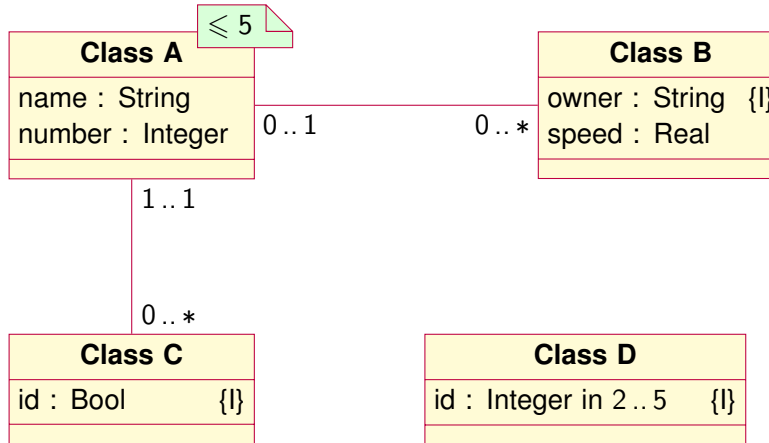 ⩽ 5
Class A
name : String
number : Integer
0 .. 1
0 .. ∗
Class B
owner : String {I}
speed : Real
1 .. 1
0 .. ∗
Class C
id : Bool {I}
Class D
id : Integer in 2 .. 5 {I}